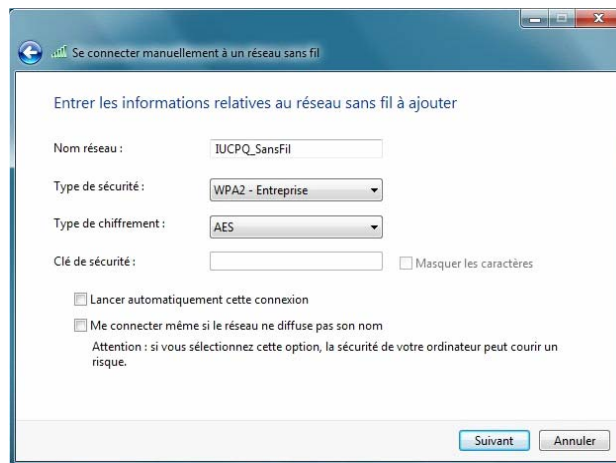 Se connecter manuellement à un réseau sans fil
Entrer les informations relatives au réseau sans fil à ajouter
Nom réseau : IUCPQ_SansFil
Type de sécurité : WPA2 - Entreprise
Type de chiffrement : AES
Clé de sécurité : Masquer les caractères
Lancer automatiquement cette connexion
Me connecter même si le réseau ne diffuse pas son nom
Attention : si vous sélectionnez cette option, la sécurité de votre ordinateur peut courir un
risque.
Suivant Annuler